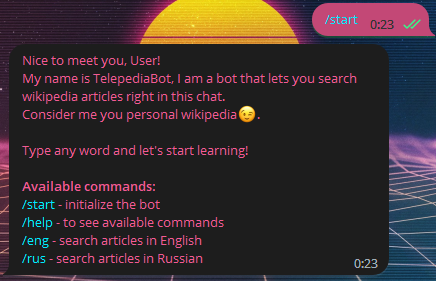 /start 0:23
Nice to meet you, User!
My name is TelepediaBot, I am a bot that lets you search
wikipedia articles right in this chat.
Consider me you personal wikipedia😉.
Type any word and let's start learning!
Available commands:
/start - initialize the bot
/help - to see available commands
/eng - search articles in English
/rus - search articles in Russian
0:23